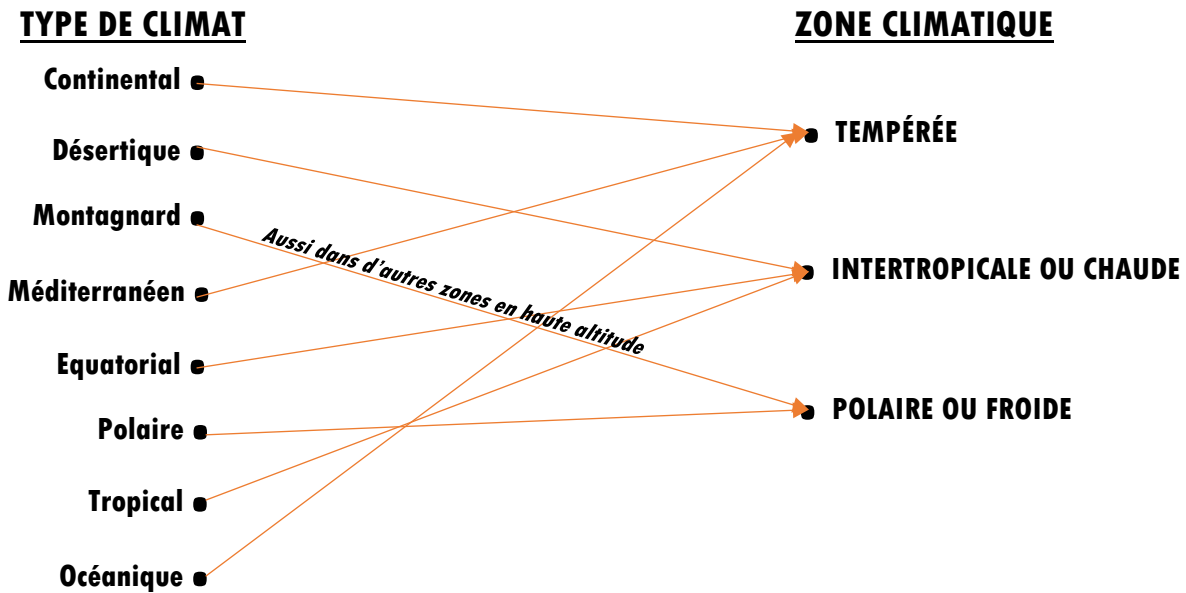 TYPE DE CLIMAT
ZONE CLIMATIQUE
Continental
TEMPÉRÉE
Désertique
Montagnard
Aussi dans d'autres zones en haute altitude
INTERTROPICALE OU CHAUDE
Méditerranéen
Equatorial
POLAIRE OU FROIDE
Polaire
Tropical
Océanique